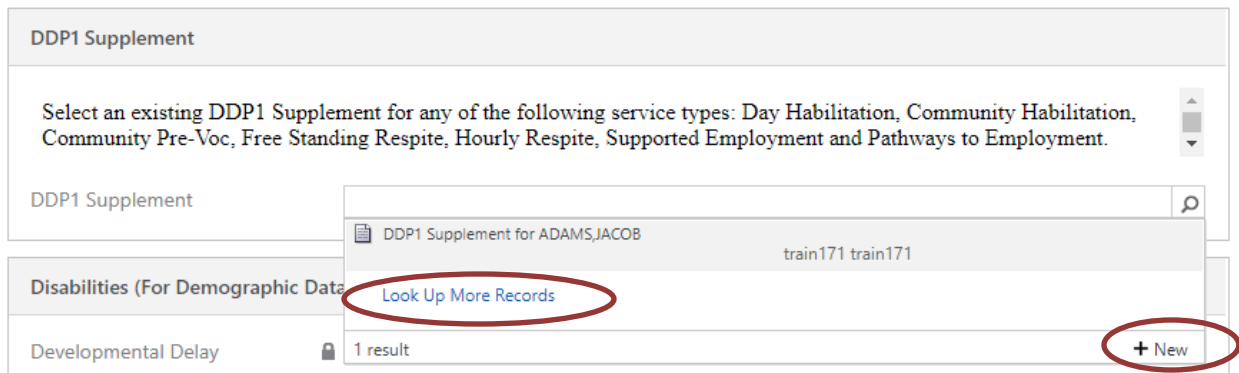 DDP1 Supplement
Select an existing DDP1 Supplement for any of the following service types: Day Habilitation, Community Habilitation,
Community Pre-Voc, Free Standing Respite, Hourly Respite, Supported Employment and Pathways to Employment.
DDP1 Supplement
DDP1 Supplement for ADAMS,JACOB
train171 train171
Disabilities (For Demographic Data
Look Up More Records
Developmental Delay
1 result
+ New